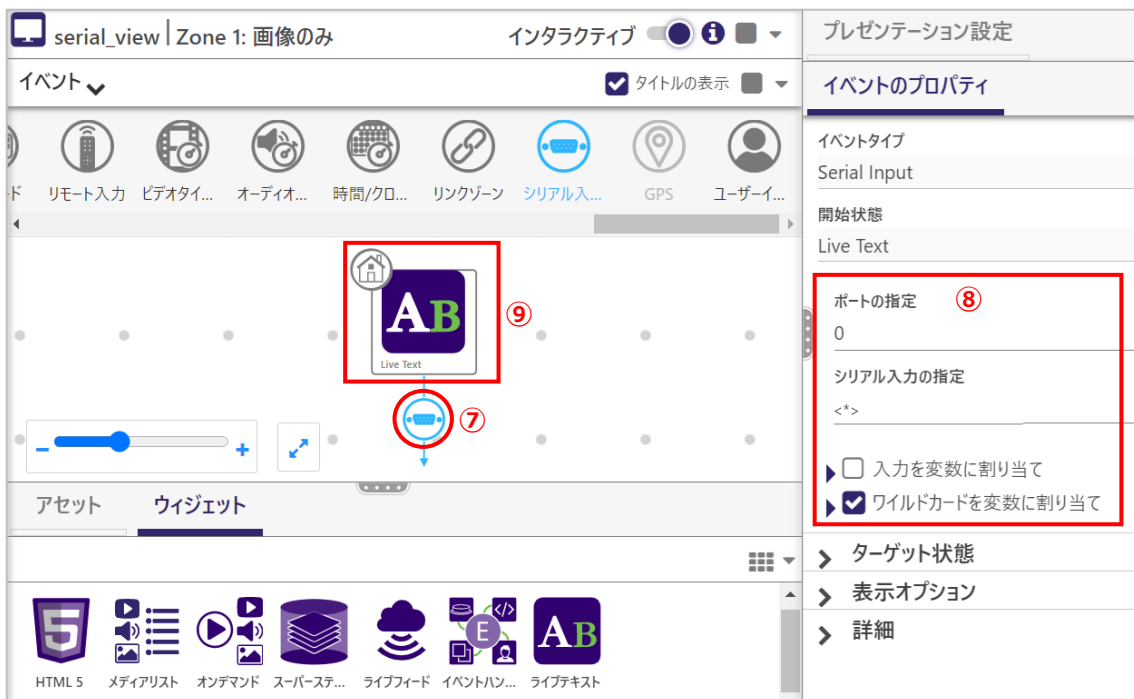 serial_view Zone 1: 画像のみ インタラクティブ
イベント タイトルの表示
ド リモート入力 ビデオタイ... オーディオ... 時間/クロ... リンクゾーン シリアル入... GPS ユーザーイ...
⑨
AB
Live Text
⑦
アセット ウィジェット
HTML 5 メディアリスト オンデマンド スーパーステ... ライブフィード イベントハン... ライブテキスト
5 E AB
プレゼンテーション設定
イベントのプロパティ
イベントタイプ
Serial Input
開始状態
Live Text
ポートの指定 ⑧
0
シリアル入力の指定
<*>
入力を変数に割り当て
ワイルドカードを変数に割り当て
ターゲット状態
表示オプション
詳細